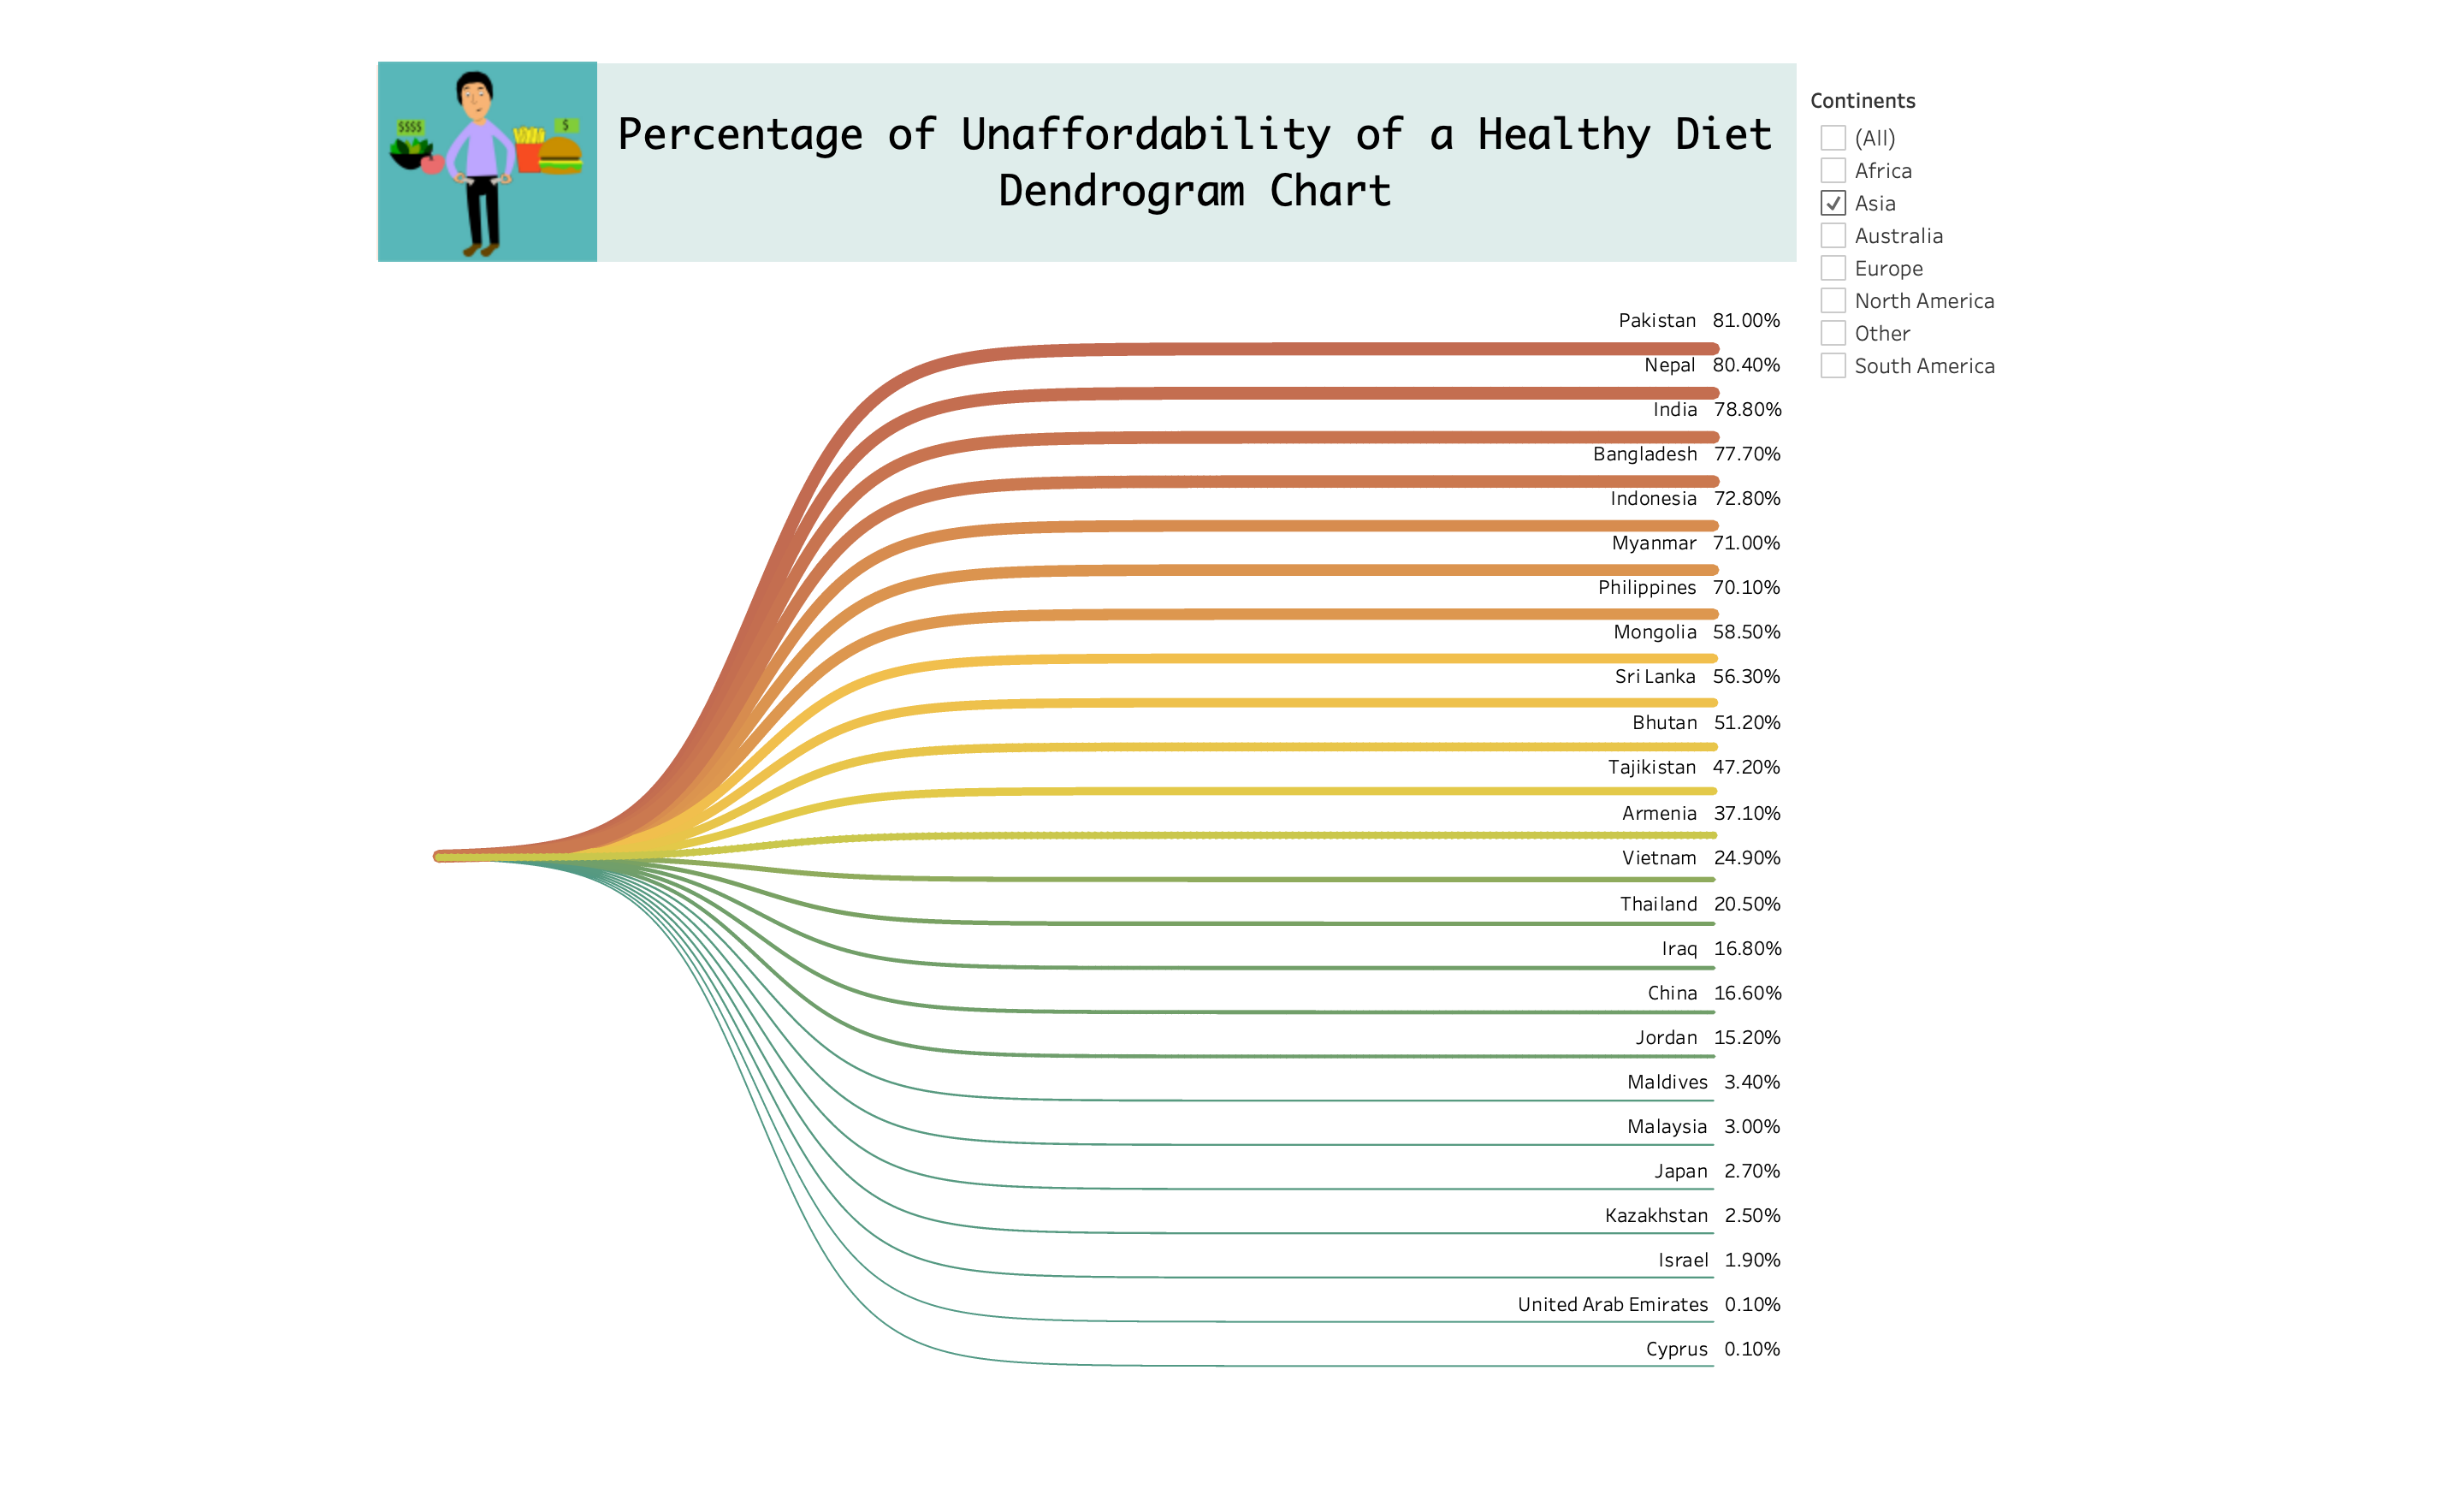 $$$$
$
Percentage of Unaffordability of a Healthy Diet
Dendrogram Chart
Continents
(All)
Africa
Asia
Australia
Europe
North America
Other
South America
Pakistan 81.00%
Nepal 80.40%
India 78.80%
Bangladesh 77.70%
Indonesia 72.80%
Myanmar 71.00%
Philippines 70.10%
Mongolia 58.50%
Sri Lanka 56.30%
Bhutan 51.20%
Tajikistan 47.20%
Armenia 37.10%
Vietnam 24.90%
Thailand 20.50%
Iraq 16.80%
China 16.60%
Jordan 15.20%
Maldives 3.40%
Malaysia 3.00%
Japan 2.70%
Kazakhstan 2.50%
Israel 1.90%
United Arab Emirates 0.10%
Cyprus 0.10%